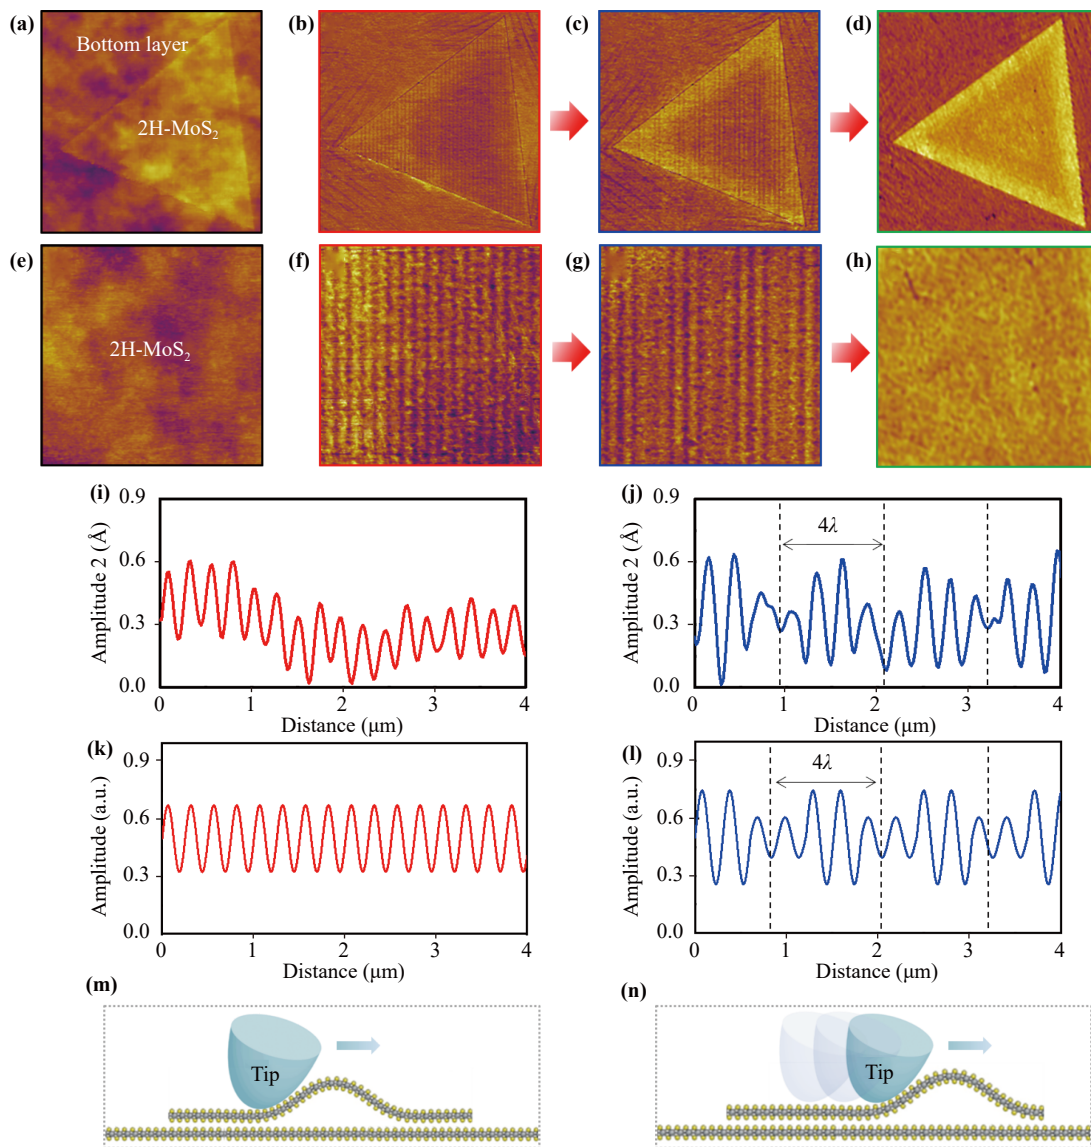 (a)
Bottom layer
2H-MoS₂
(b)
(c)
(d)
(e)
2H-MoS₂
(f)
(g)
(h)
(i)
0.9
0.6
0.3
0.0
Amplitude 2 (Å)
0 1 2 3 4
Distance (μm)
(j)
0.9
0.6
0.3
0.0
Amplitude 2 (Å)
4λ
0 1 2 3 4
Distance (μm)
(k)
0.9
0.6
0.3
0.0
Amplitude (a.u.)
0 1 2 3 4
Distance (μm)
(l)
0.9
0.6
0.3
0.0
Amplitude (a.u.)
4λ
0 1 2 3 4
Distance (μm)
(m)
Tip
(n)
Tip